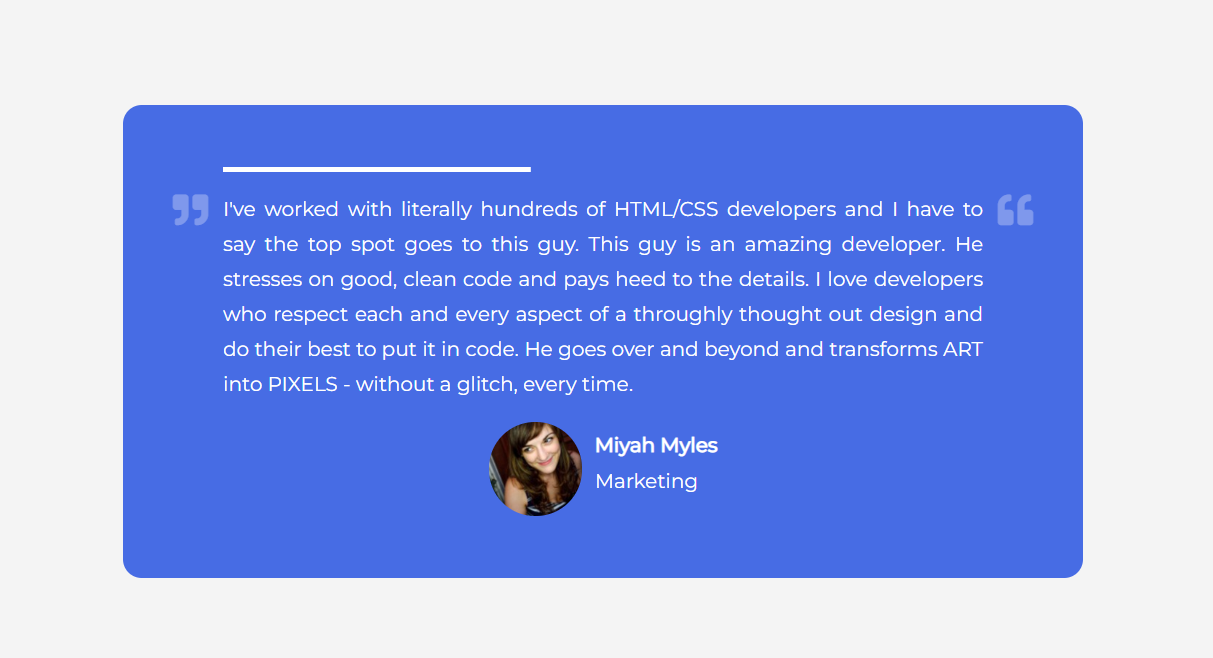 I've worked with literally hundreds of HTML/CSS developers and I have to
say the top spot goes to this guy. This guy is an amazing developer. He
stresses on good, clean code and pays heed to the details. I love developers
who respect each and every aspect of a throughly thought out design and
do their best to put it in code. He goes over and beyond and transforms ART
into PIXELS - without a glitch, every time.
Miyah Myles
Marketing